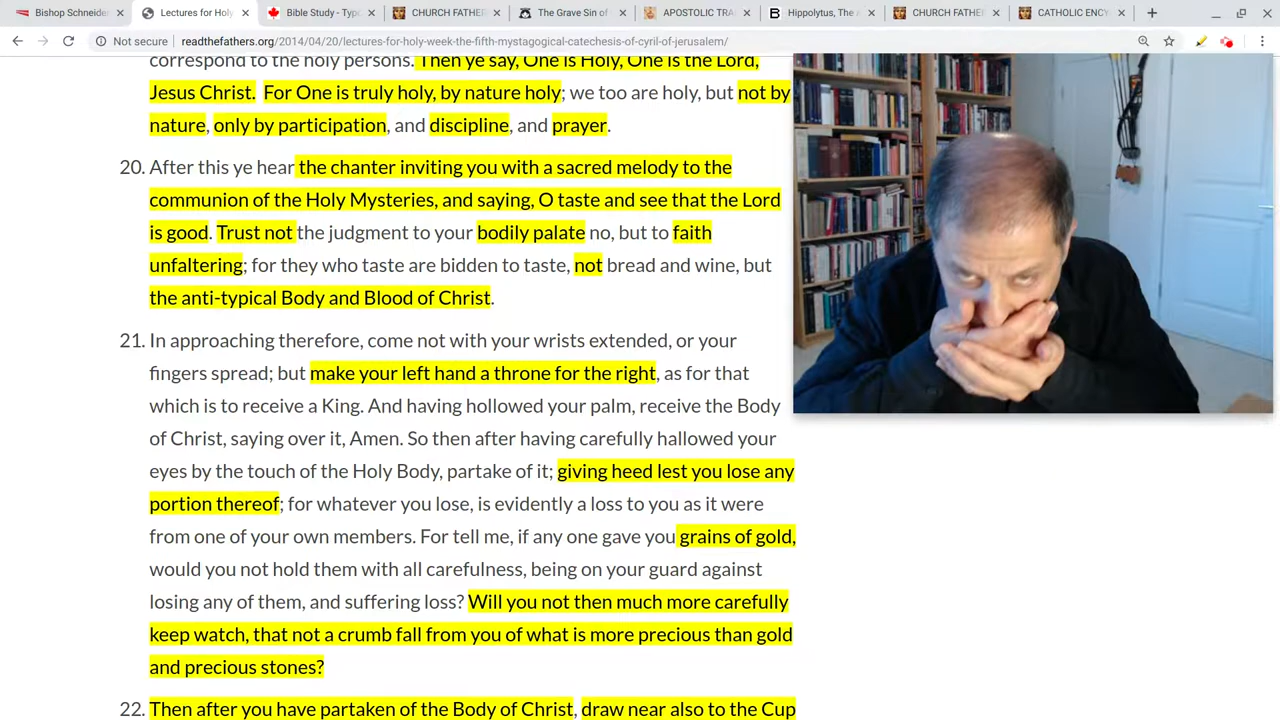 Bishop Schneider
Lectures for Holy
Bible Study - Typo
CHURCH FATHE
The Grave Sin of
APOSTOLIC TRA
Hippolytus, The A
CHURCH FATHE
CATHOLIC ENCY
Not secure | readthefathers.org/2014/04/20/lectures-for-holy-week-the-fifth-mystagogical-catechesis-of-cyril-of-jerusalem/
correspond to the holy persons. Then ye say, One is Holy, One is the Lord,
Jesus Christ. For One is truly holy, by nature holy; we too are holy, but not by
nature, only by participation, and discipline, and prayer.
20. After this ye hear the chanter inviting you with a sacred melody to the
communion of the Holy Mysteries, and saying, O taste and see that the Lord
is good. Trust not the judgment to your bodily palate no, but to faith
unfaltering; for they who taste are bidden to taste, not bread and wine, but
the anti-typical Body and Blood of Christ.
21. In approaching therefore, come not with your wrists extended, or your
fingers spread; but make your left hand a throne for the right, as for that
which is to receive a King. And having hollowed your palm, receive the Body
of Christ, saying over it, Amen. So then after having carefully hallowed your
eyes by the touch of the Holy Body, partake of it; giving heed lest you lose any
portion thereof; for whatever you lose, is evidently a loss to you as it were
from one of your own members. For tell me, if any one gave you grains of gold,
would you not hold them with all carefulness, being on your guard against
losing any of them, and suffering loss? Will you not then much more carefully
keep watch, that not a crumb fall from you of what is more precious than gold
and precious stones?
22. Then after you have partaken of the Body of Christ, draw near also to the Cup